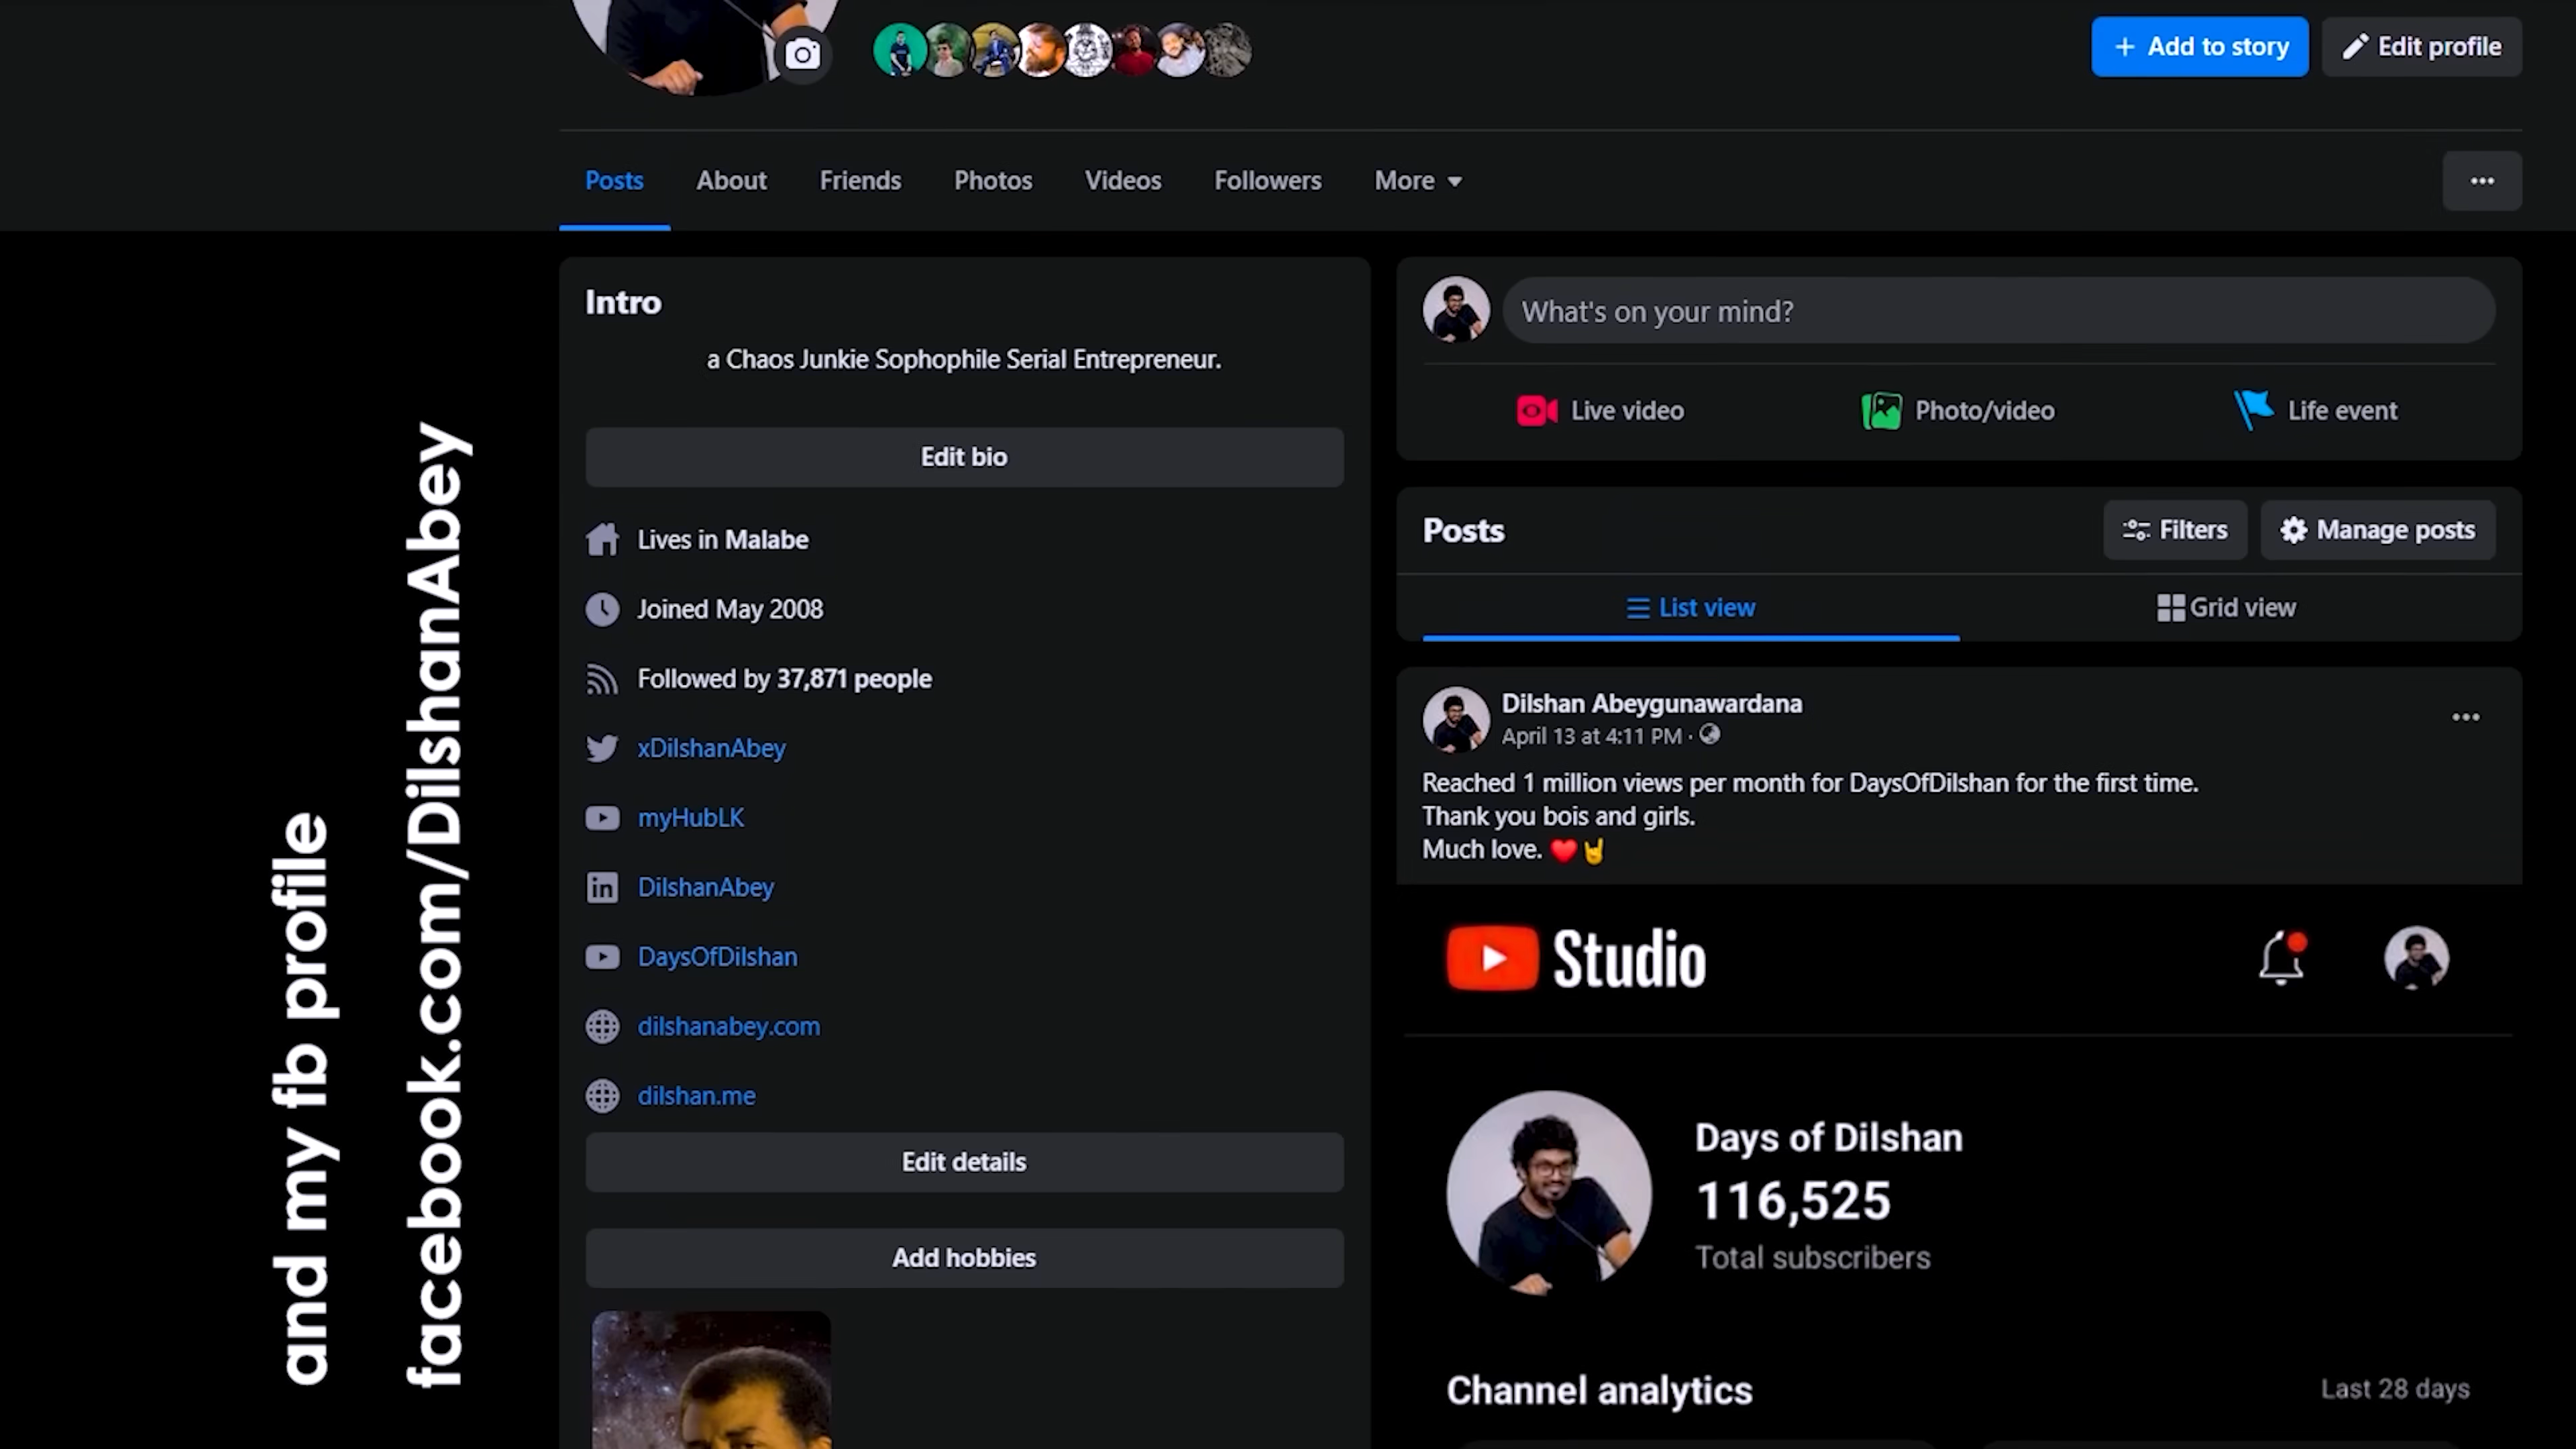 Add to story
Edit profile
Posts
About
Friends
Photos
Videos
Followers
More
Intro
a Chaos Junkie Sophophile Serial Entrepreneur.
Edit bio
Lives in Malabe
Joined May 2008
Followed by 37,871 people
xDilshanAbey
myHubLK
DilshanAbey
DaysOfDilshan
dilshanabey.com
dilshan.me
Edit details
Add hobbies
What's on your mind?
Live video
Photo/video
Life event
Posts
Filters
Manage posts
List view
Grid view
Dilshan Abeygunawardana
April 13 at 4:11 PM ·
Reached 1 million views per month for DaysOfDilshan for the first time.
Thank you bois and girls.
Much love. ❤️🤘
Studio
Days of Dilshan
116,525
Total subscribers
Channel analytics
Last 28 days
and my fb profile
facebook.com/DilshanAbey